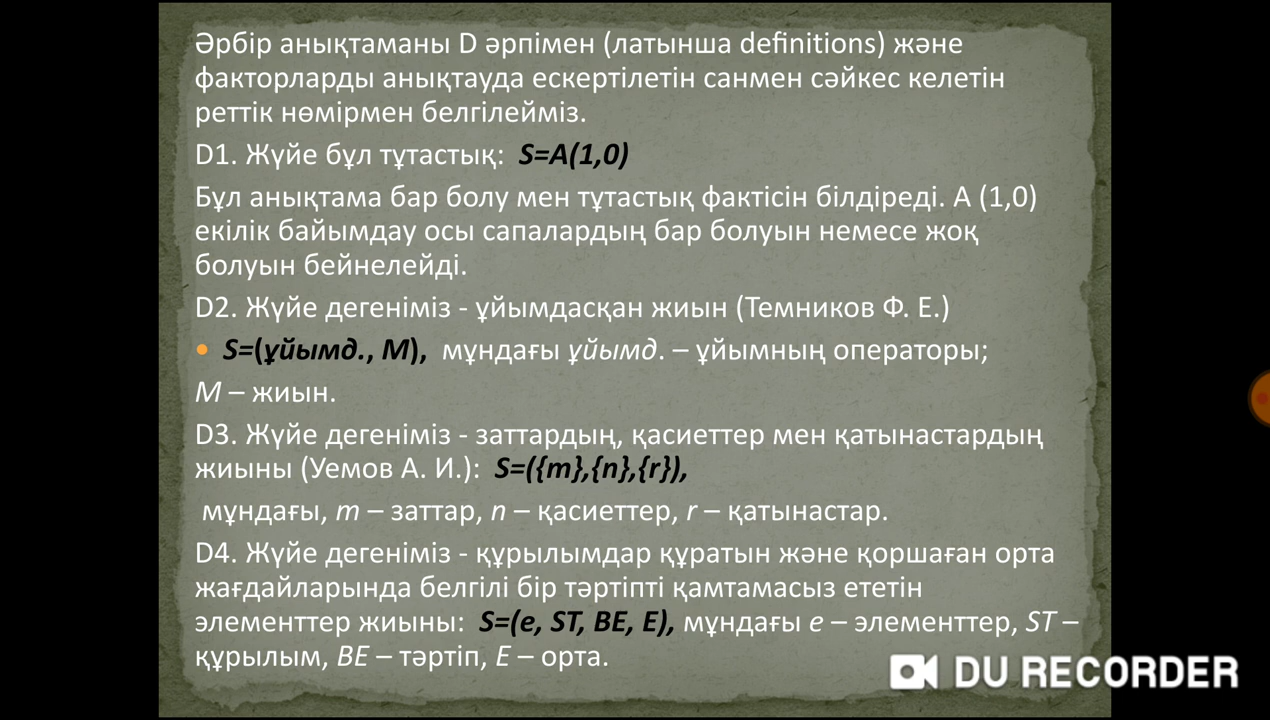 Әрбір анықтаманы D әрпімен (латынша definitions) және
факторларды анықтауда ескертілетін санмен сәйкес келетін
реттік нөмірмен белгілейміз.
D1. Жүйе бұл тұтастық: S=A(1,0)
Бұл анықтама бар болу мен тұтастық фактісін білдіреді. А (1,0)
екілік байымдау осы сапалардың бар болуын немесе жоқ
болуын бейнелейді.
D2. Жүйе дегеніміз - ұйымдасқан жиын (Темников Ф. Е.)
• S=(ұйымд., М), мұндағы ұйымд. – ұйымның операторы;
М – жиын.
D3. Жүйе дегеніміз - заттардың, қасиеттер мен қатынастардың
жиыны (Уемов А. И.): S=({m},{n},{r}),
мұндағы, m – заттар, n – қасиеттер, r – қатынастар.
D4. Жүйе дегеніміз - құрылымдар құратын және қоршаған орта
жағдайларында белгілі бір тәртіпті қамтамасыз ететін
элементтер жиыны: S=(e, ST, BE, E), мұндағы e – элементтер, ST –
құрылым, BE – тәртіп, E – орта.
DU RECORDER